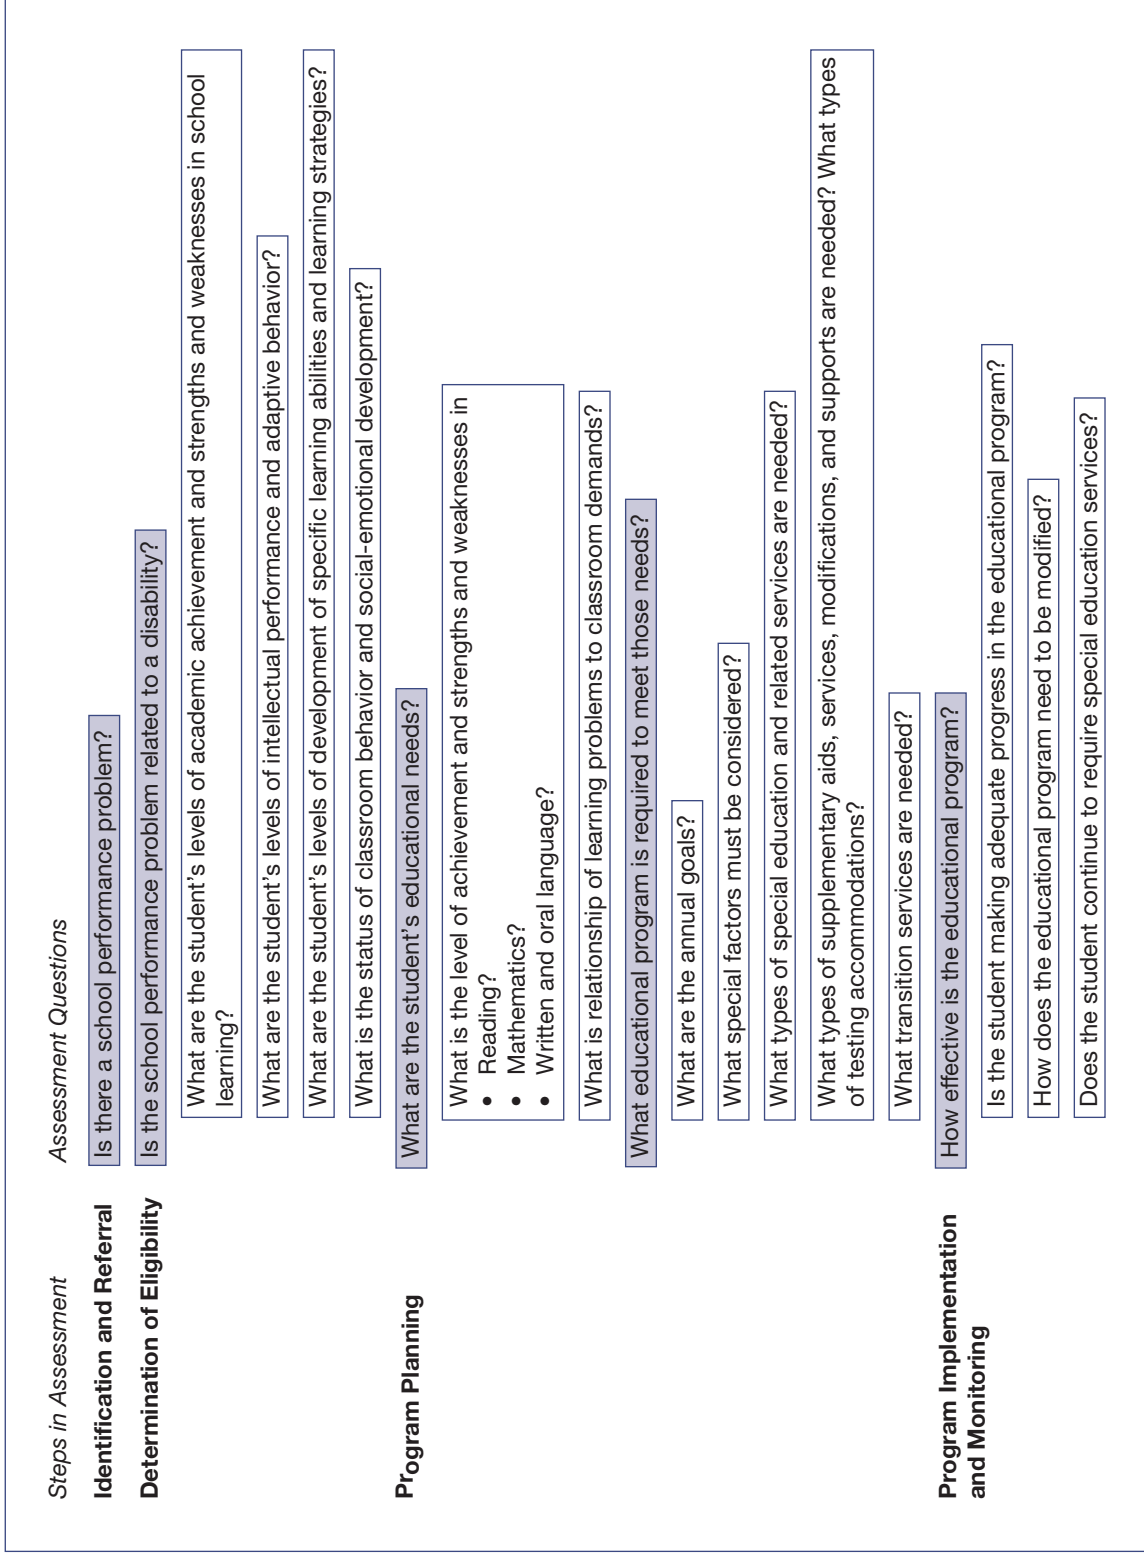 Steps in Assessment
Assessment Questions
Identification and Referral
Is there a school performance problem?
Determination of Eligibility
Is the school performance problem related to a disability?
What are the student’s levels of academic achievement and strengths and weaknesses in school
learning?
What are the student’s levels of intellectual performance and adaptive behavior?
What are the student’s levels of development of specific learning abilities and learning strategies?
What is the status of classroom behavior and social-emotional development?
Program Planning
What are the student’s educational needs?
What is the level of achievement and strengths and weaknesses in
• Reading?
• Mathematics?
• Written and oral language?
What is relationship of learning problems to classroom demands?
What educational program is required to meet those needs?
What are the annual goals?
What special factors must be considered?
What types of special education and related services are needed?
What types of supplementary aids, services, modifications, and supports are needed? What types
of testing accommodations?
What transition services are needed?
Program Implementation
and Monitoring
How effective is the educational program?
Is the student making adequate progress in the educational program?
How does the educational program need to be modified?
Does the student continue to require special education services?